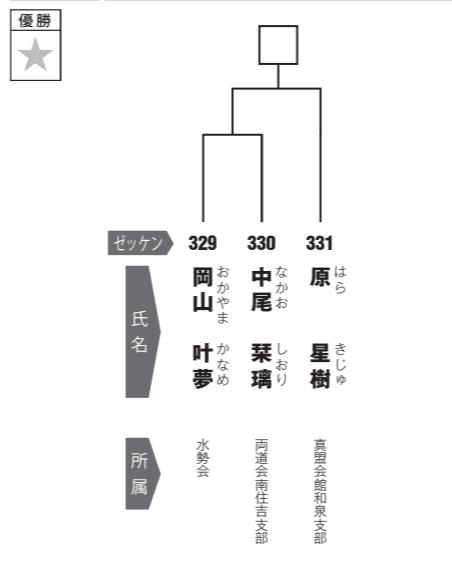 優勝
ゼッケン
329
330
331
氏名
岡山 叶夢
おかやま かなめ
中尾 栞璃
なかお しおり
原 星樹
はら きじゅ
所属
水勢会
両道会南住吉支部
真盟会館和泉支部